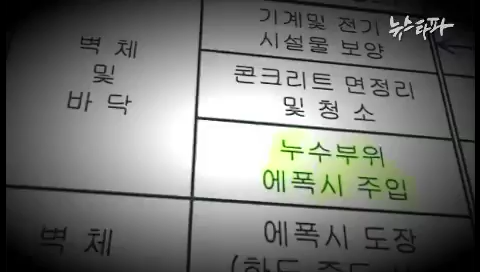 뉴스타파
기계및 전기
시설물 보양
벽 체
및
바 닥
콘크리트 면정리
및 청 소
누수부위
에폭시 주입
벽 체
에폭시 도장